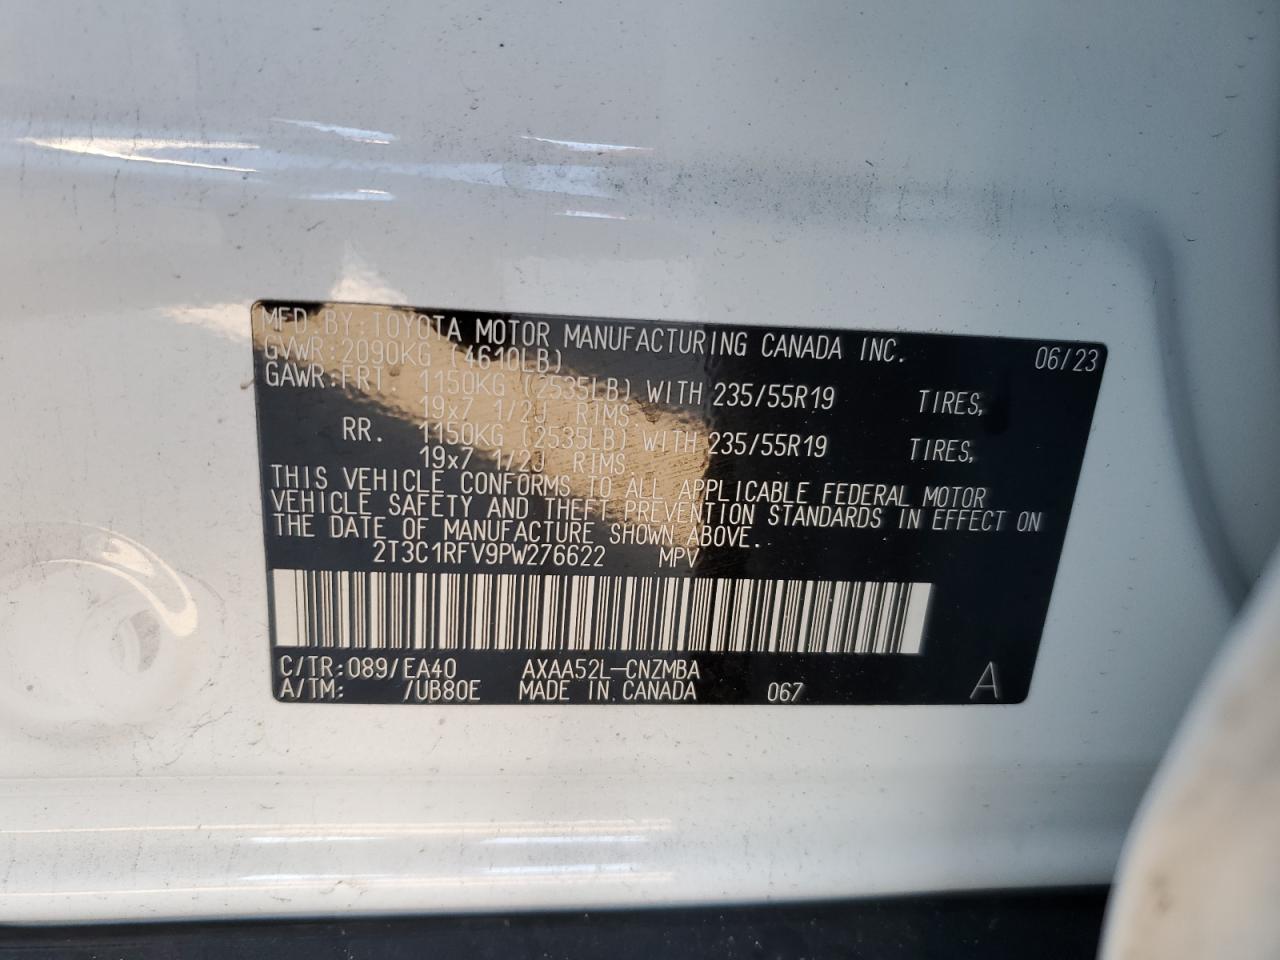 MFD. BY: TOYOTA MOTOR MANUFACTURING CANADA INC. 06/23
GVWR: 2090KG (4610LB)
GAWR: FRT. 1150KG (2535LB) WITH 235/55R19 TIRES,
19x7 1/2J RIMS.
RR. 1150KG (2535LB) WITH 235/55R19 TIRES,
19x7 1/2J RIMS.
THIS VEHICLE CONFORMS TO ALL APPLICABLE FEDERAL MOTOR
VEHICLE SAFETY AND THEFT PREVENTION STANDARDS IN EFFECT ON
THE DATE OF MANUFACTURE SHOWN ABOVE.
2T3C1RFV9PW276622 MPV
C/TR: 089/EA40 AXAA52L-CNZMBA
A/TM: /UB80E MADE IN CANADA 067 A